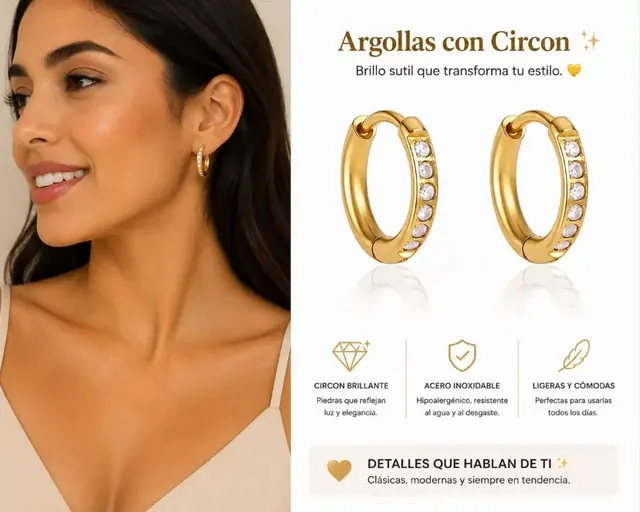 Argollas con Circon ✨
Brillo sutil que transforma tu estilo. 💛
CIRCON BRILLANTE
Piedras que reflejan
luz y elegancia.
ACERO INOXIDABLE
Hipoalergénico, resistente
al agua y al desgaste.
LIGERAS Y CÓMODAS
Perfectas para usarlas
todos los días.
DETALLES QUE HABLAN DE TI ✨
Clásicas, modernas y siempre en tendencia.